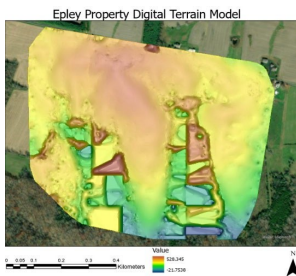 Epley Property Digital Terrain Model
0 0.05 0.1 0.2 0.3 0.4
Kilometers
Value
528.345
-21.7538
N